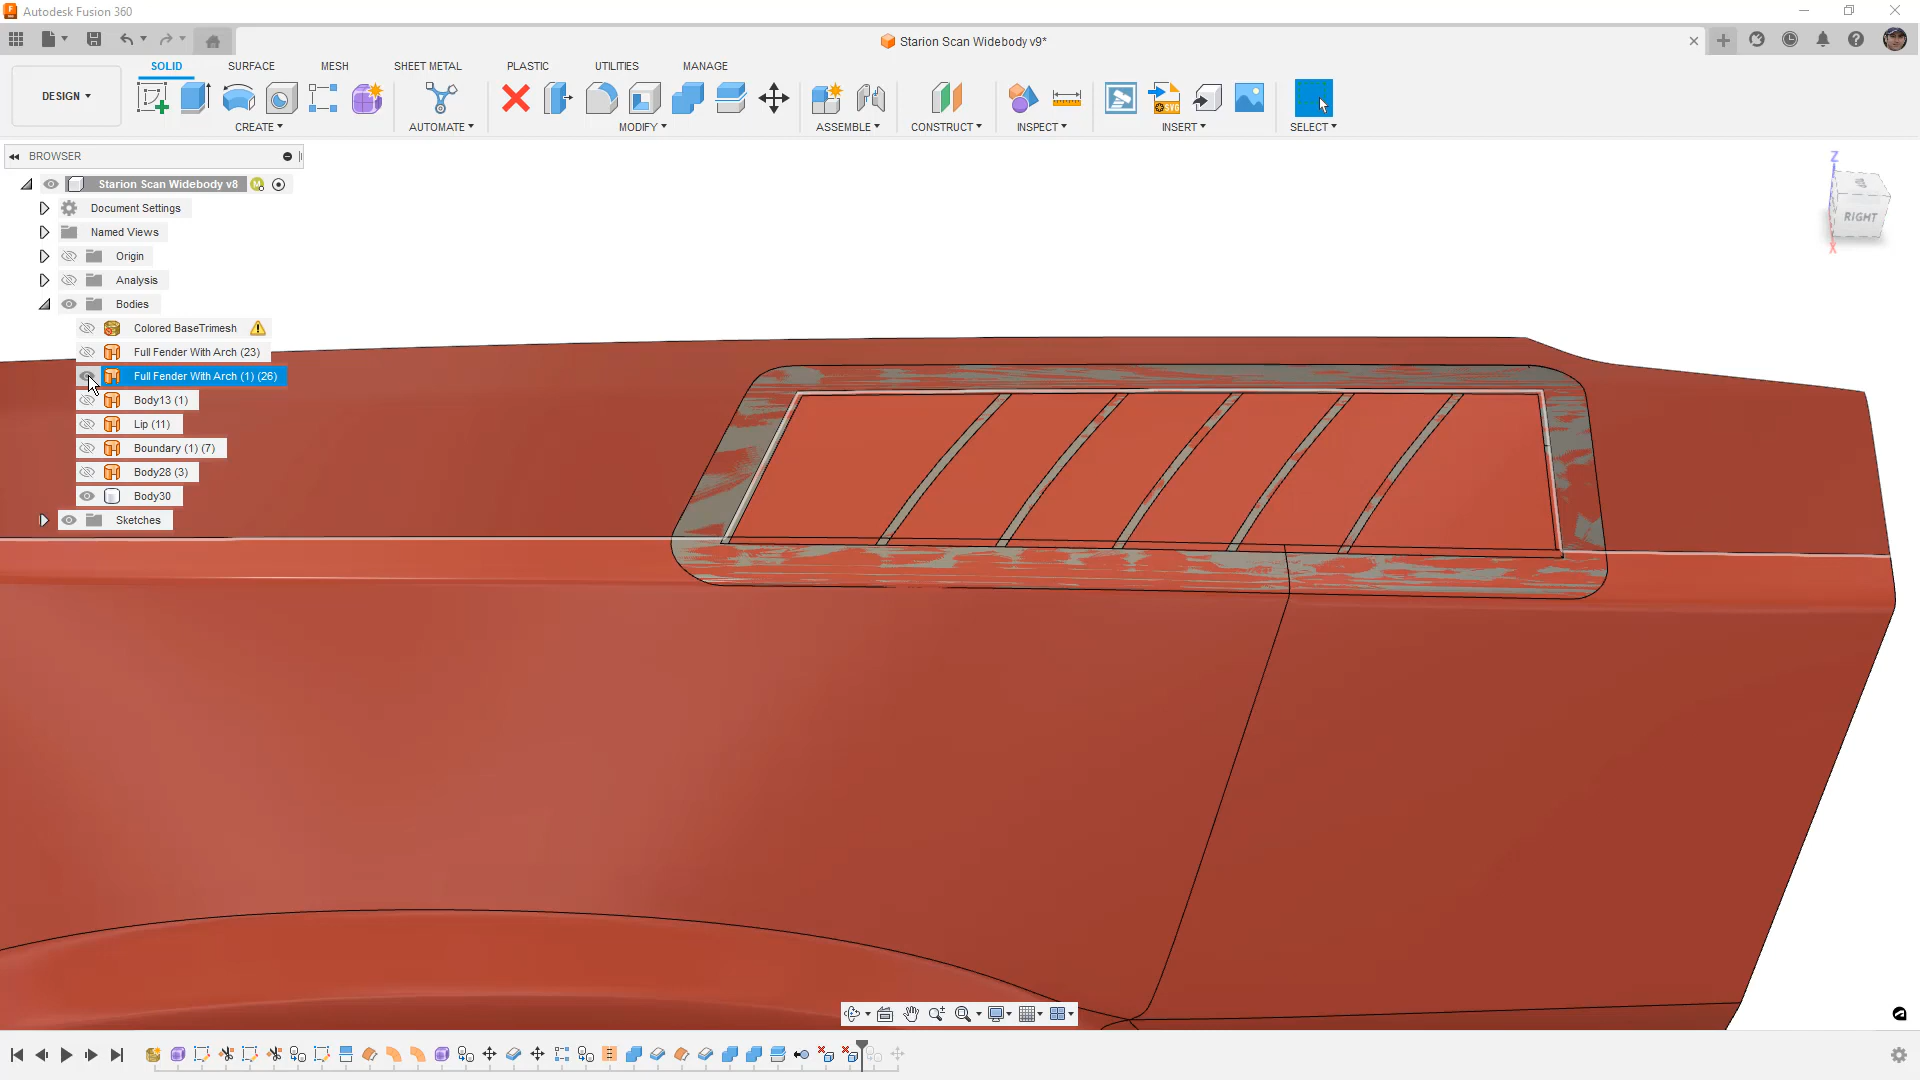 Autodesk Fusion 360
Starion Scan Widebody v9*
SOLID SURFACE MESH SHEET METAL PLASTIC UTILITIES MANAGE
DESIGN
CREATE AUTOMATE MODIFY ASSEMBLE CONSTRUCT INSPECT INSERT SELECT
BROWSER
Starion Scan Widebody v8
Document Settings
Named Views
Origin
Analysis
Bodies
Colored BaseTrimesh
Full Fender With Arch (23)
Full Fender With Arch (1) (26)
Body13 (1)
Lip (11)
Boundary (1) (7)
Body28 (3)
Body30
Sketches
Z
RIGHT
X